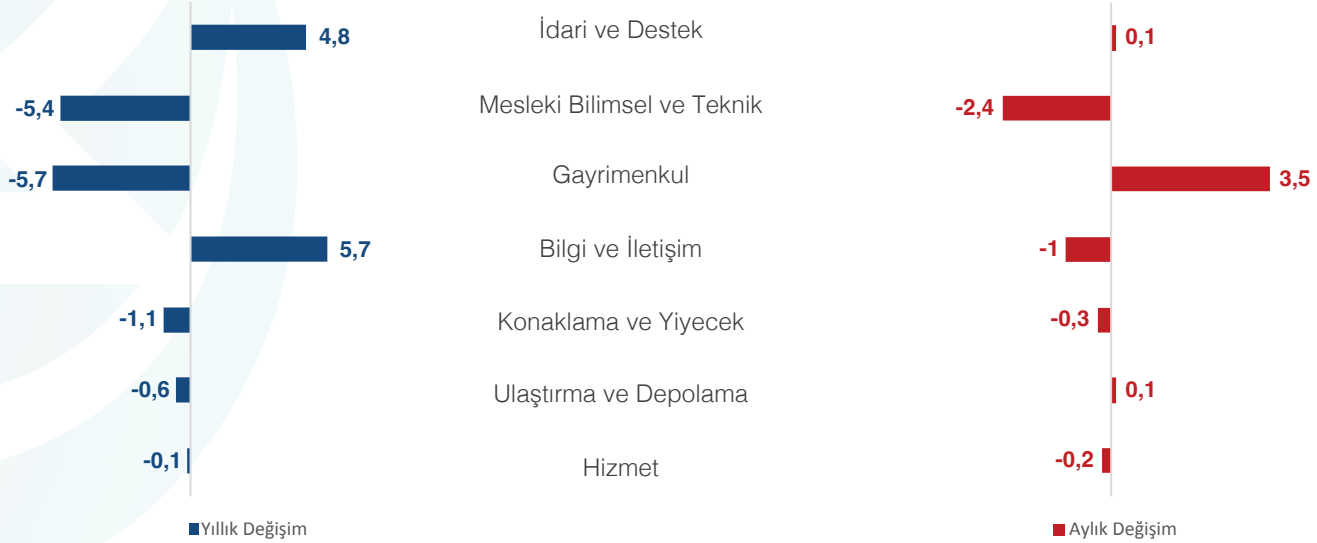 4,8 İdari ve Destek 0,1
-5,4 Mesleki Bilimsel ve Teknik -2,4
-5,7 Gayrimenkul 3,5
5,7 Bilgi ve İletişim -1
-1,1 Konaklama ve Yiyecek -0,3
-0,6 Ulaştırma ve Depolama 0,1
-0,1 Hizmet -0,2
Yıllık Değişim Aylık Değişim